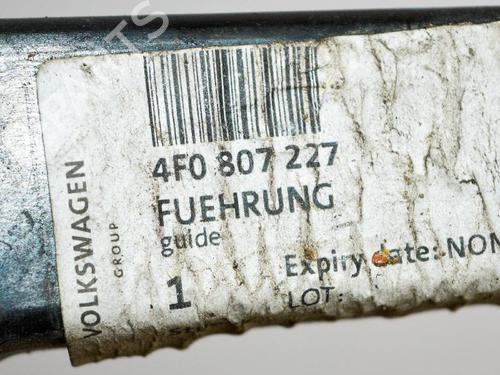 VOLKSWAGEN
GROUP
4F0 807 227
FUEHRUNG
guide
1
Expiry date: NON
LOT: